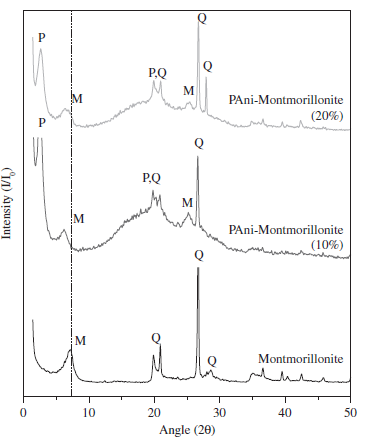 Q
P
Q
P,Q
M
M
PAni-Montmorillonite
(20%)
P
Q
P,Q
M
M
PAni-Montmorillonite
(10%)
Q
M
Q
Q
Montmorillonite
Intensity (I/I₀)
0 10 20 30 40 50
Angle (2θ)